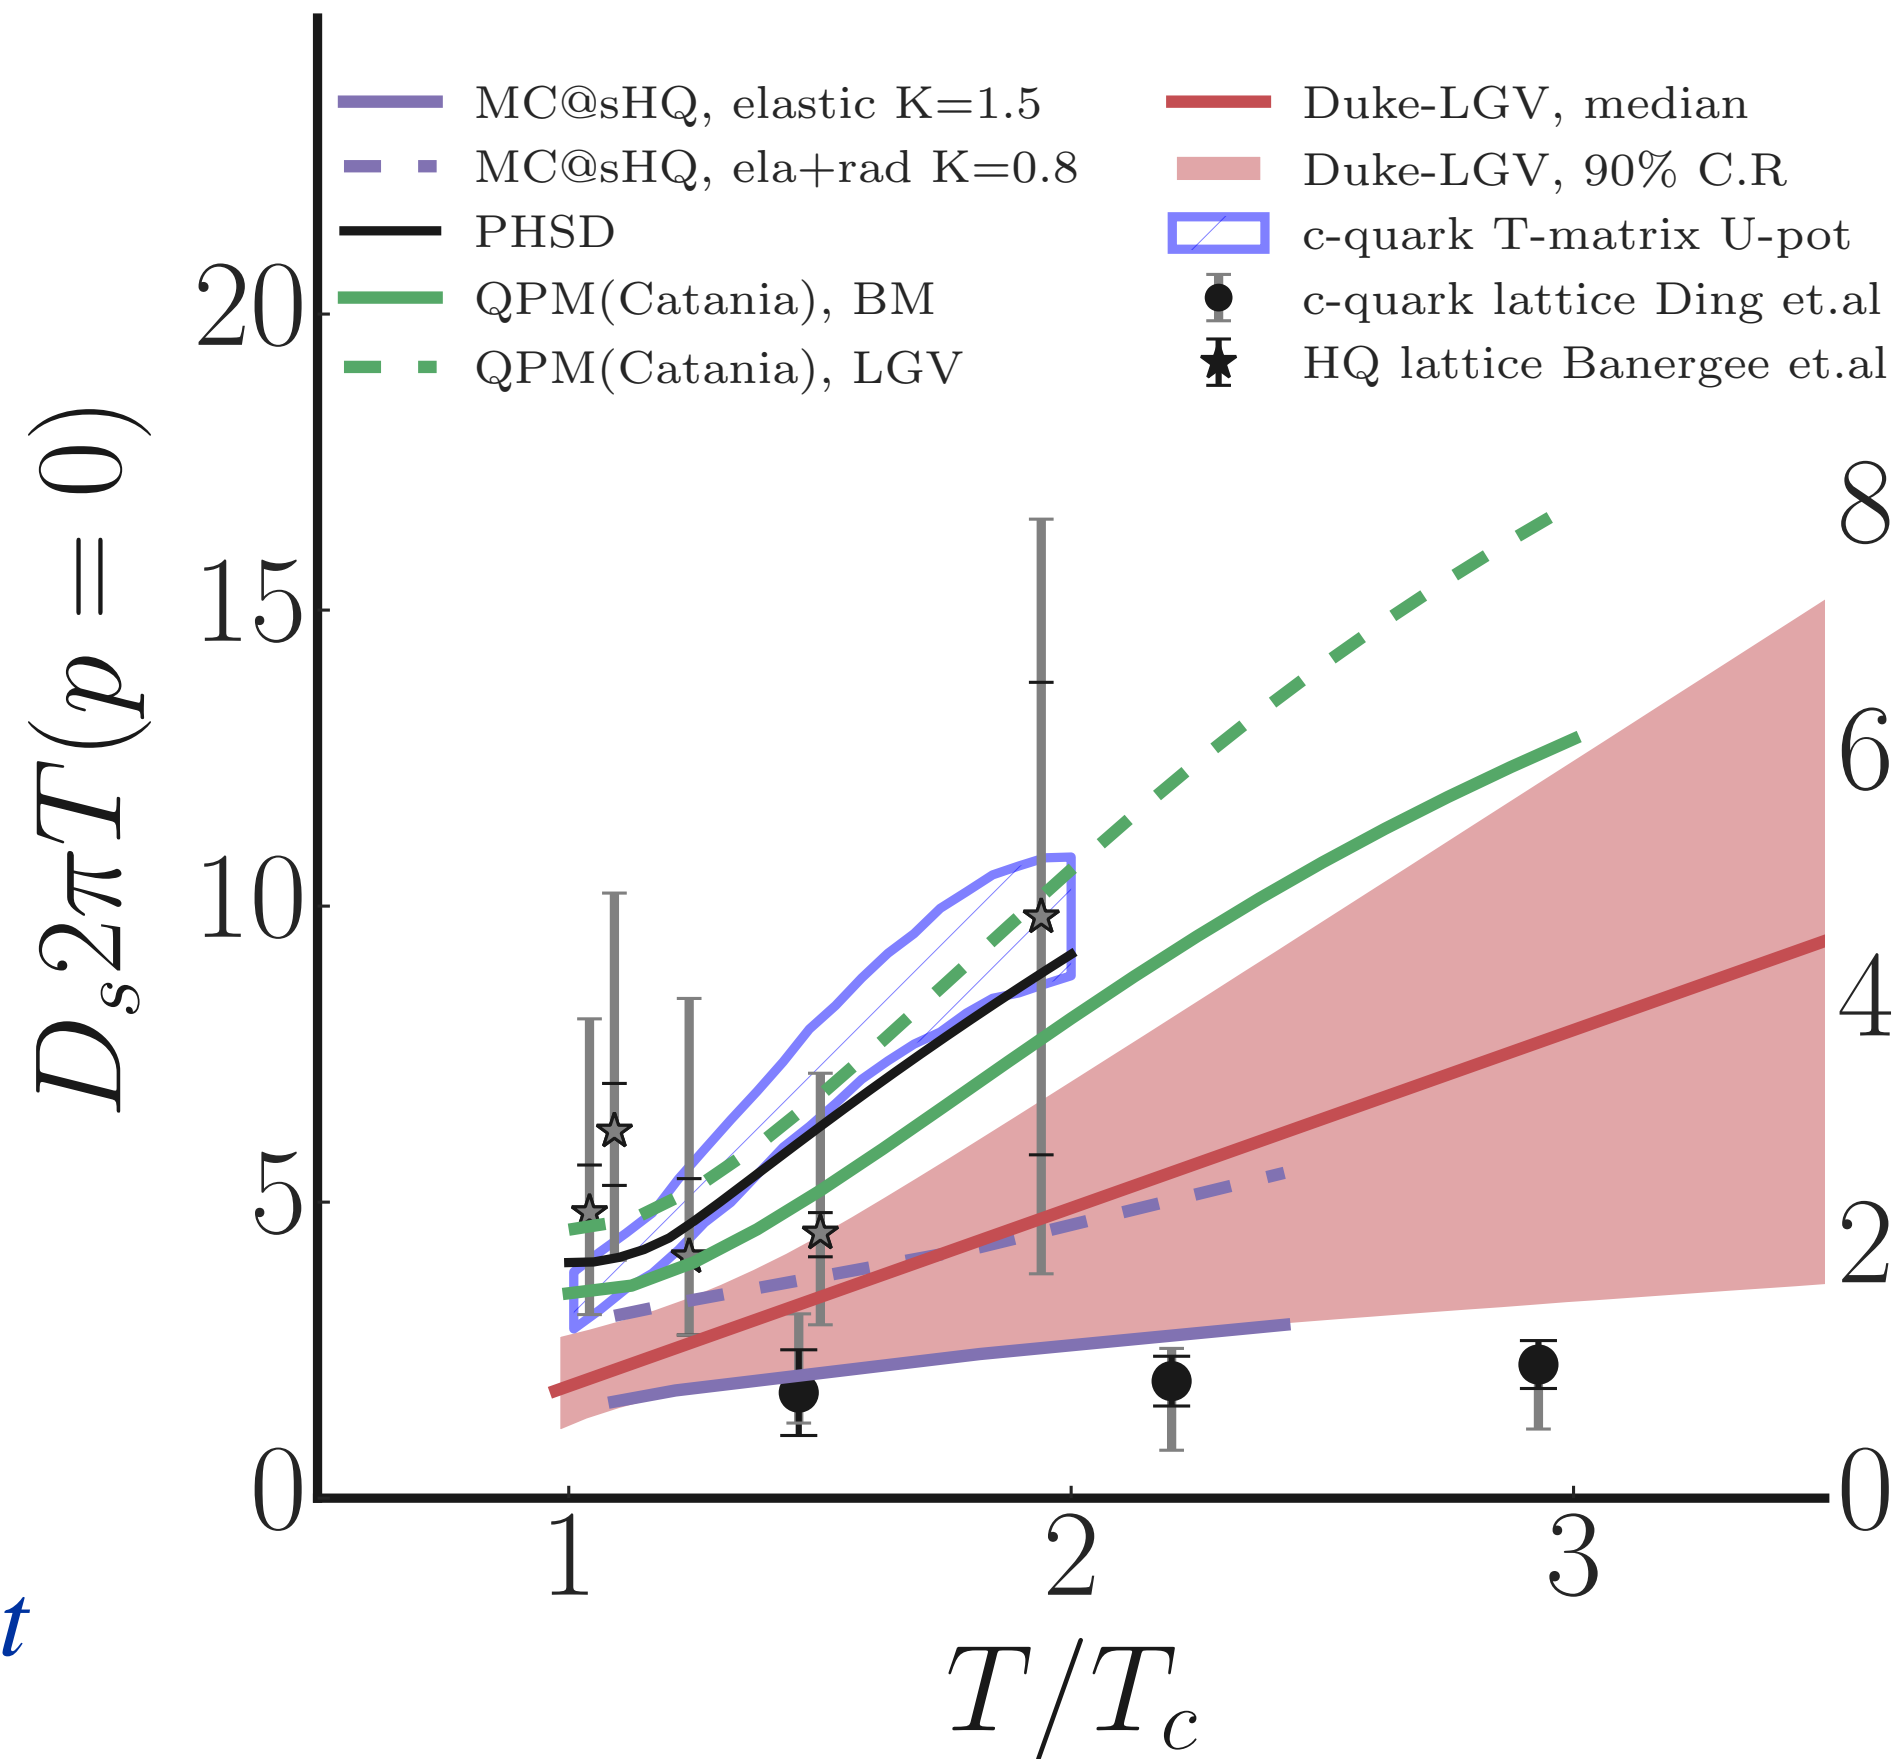 MC@sHQ, elastic K=1.5
MC@sHQ, ela+rad K=0.8
PHSD
QPM(Catania), BM
QPM(Catania), LGV
Duke-LGV, median
Duke-LGV, 90% C.R
c-quark T-matrix U-pot
c-quark lattice Ding et.al
HQ lattice Banergee et.al
D_s2πT(p = 0)
20
15
10
5
0
8
6
4
2
0
1 2 3
T/T_c
t